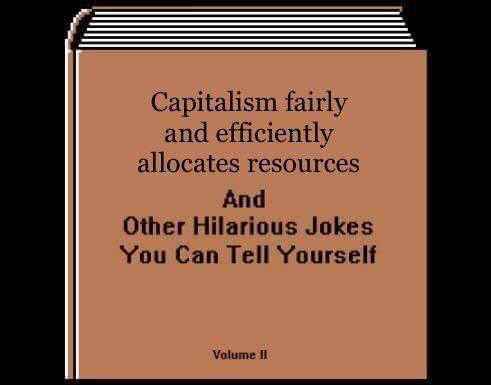 Capitalism fairly
and efficiently
allocates resources
And
Other Hilarious Jokes
You Can Tell Yourself
Volume II